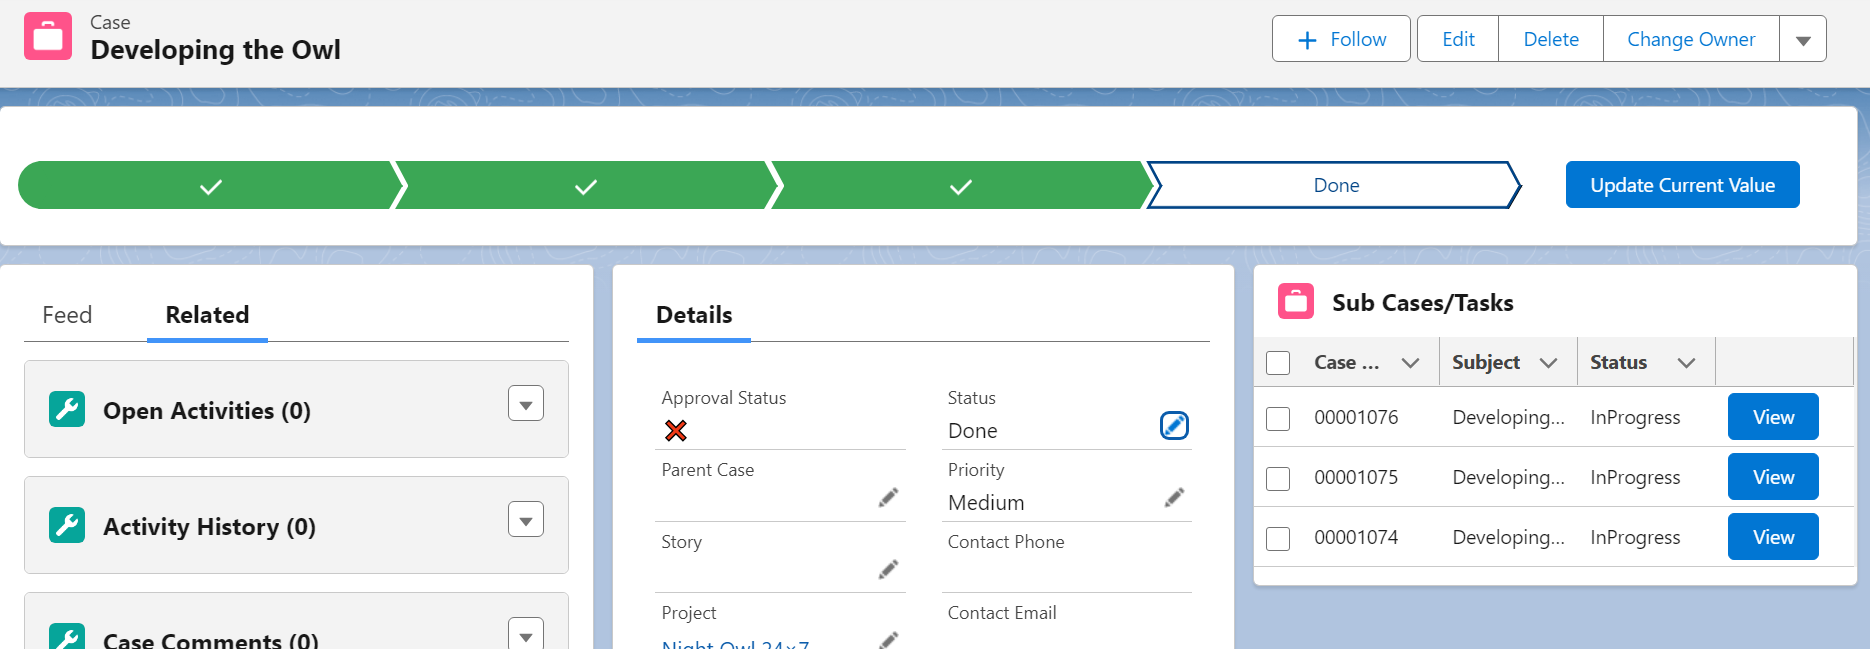 Case
Developing the Owl
Follow
Edit
Delete
Change Owner
Done
Update Current Value
Feed
Related
Open Activities (0)
Activity History (0)
Case Comments (0)
Details
Approval Status
Status
Done
Parent Case
Priority
Medium
Story
Contact Phone
Project
Night Owl 24x7
Contact Email
Sub Cases/Tasks
Case ... Subject Status
00001076 Developing... InProgress View
00001075 Developing... InProgress View
00001074 Developing... InProgress View